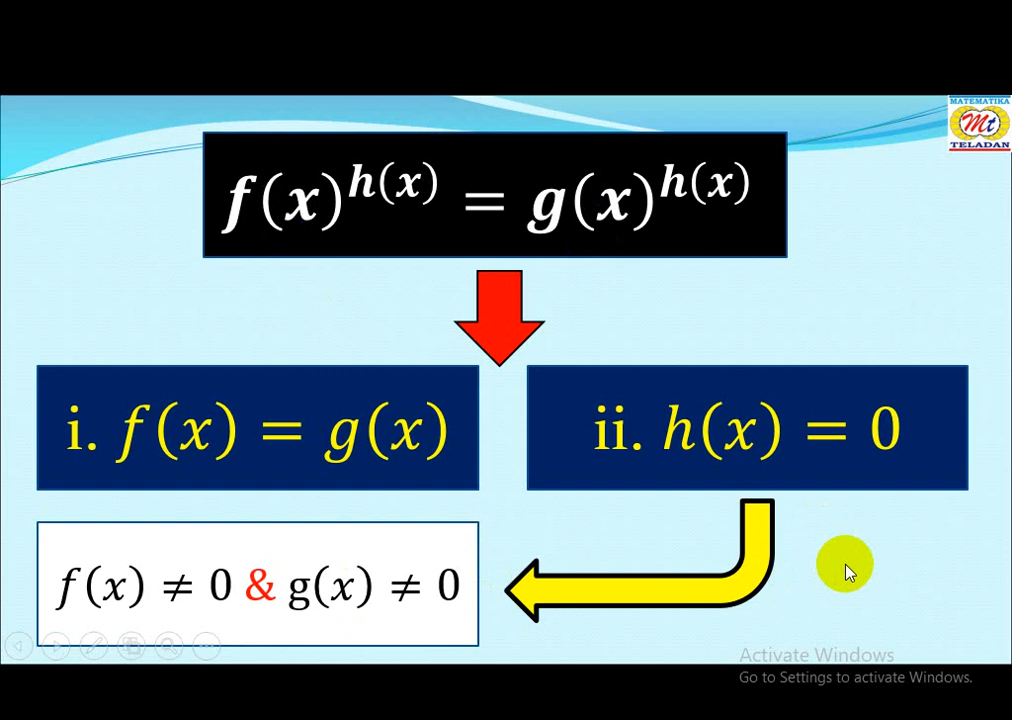 MATEMATIKA
Mt
TELADAN
f(x)^{h(x)} = g(x)^{h(x)}
i. f(x) = g(x)
ii. h(x) = 0
f(x) ≠ 0 & g(x) ≠ 0
Activate Windows
Go to Settings to activate Windows.